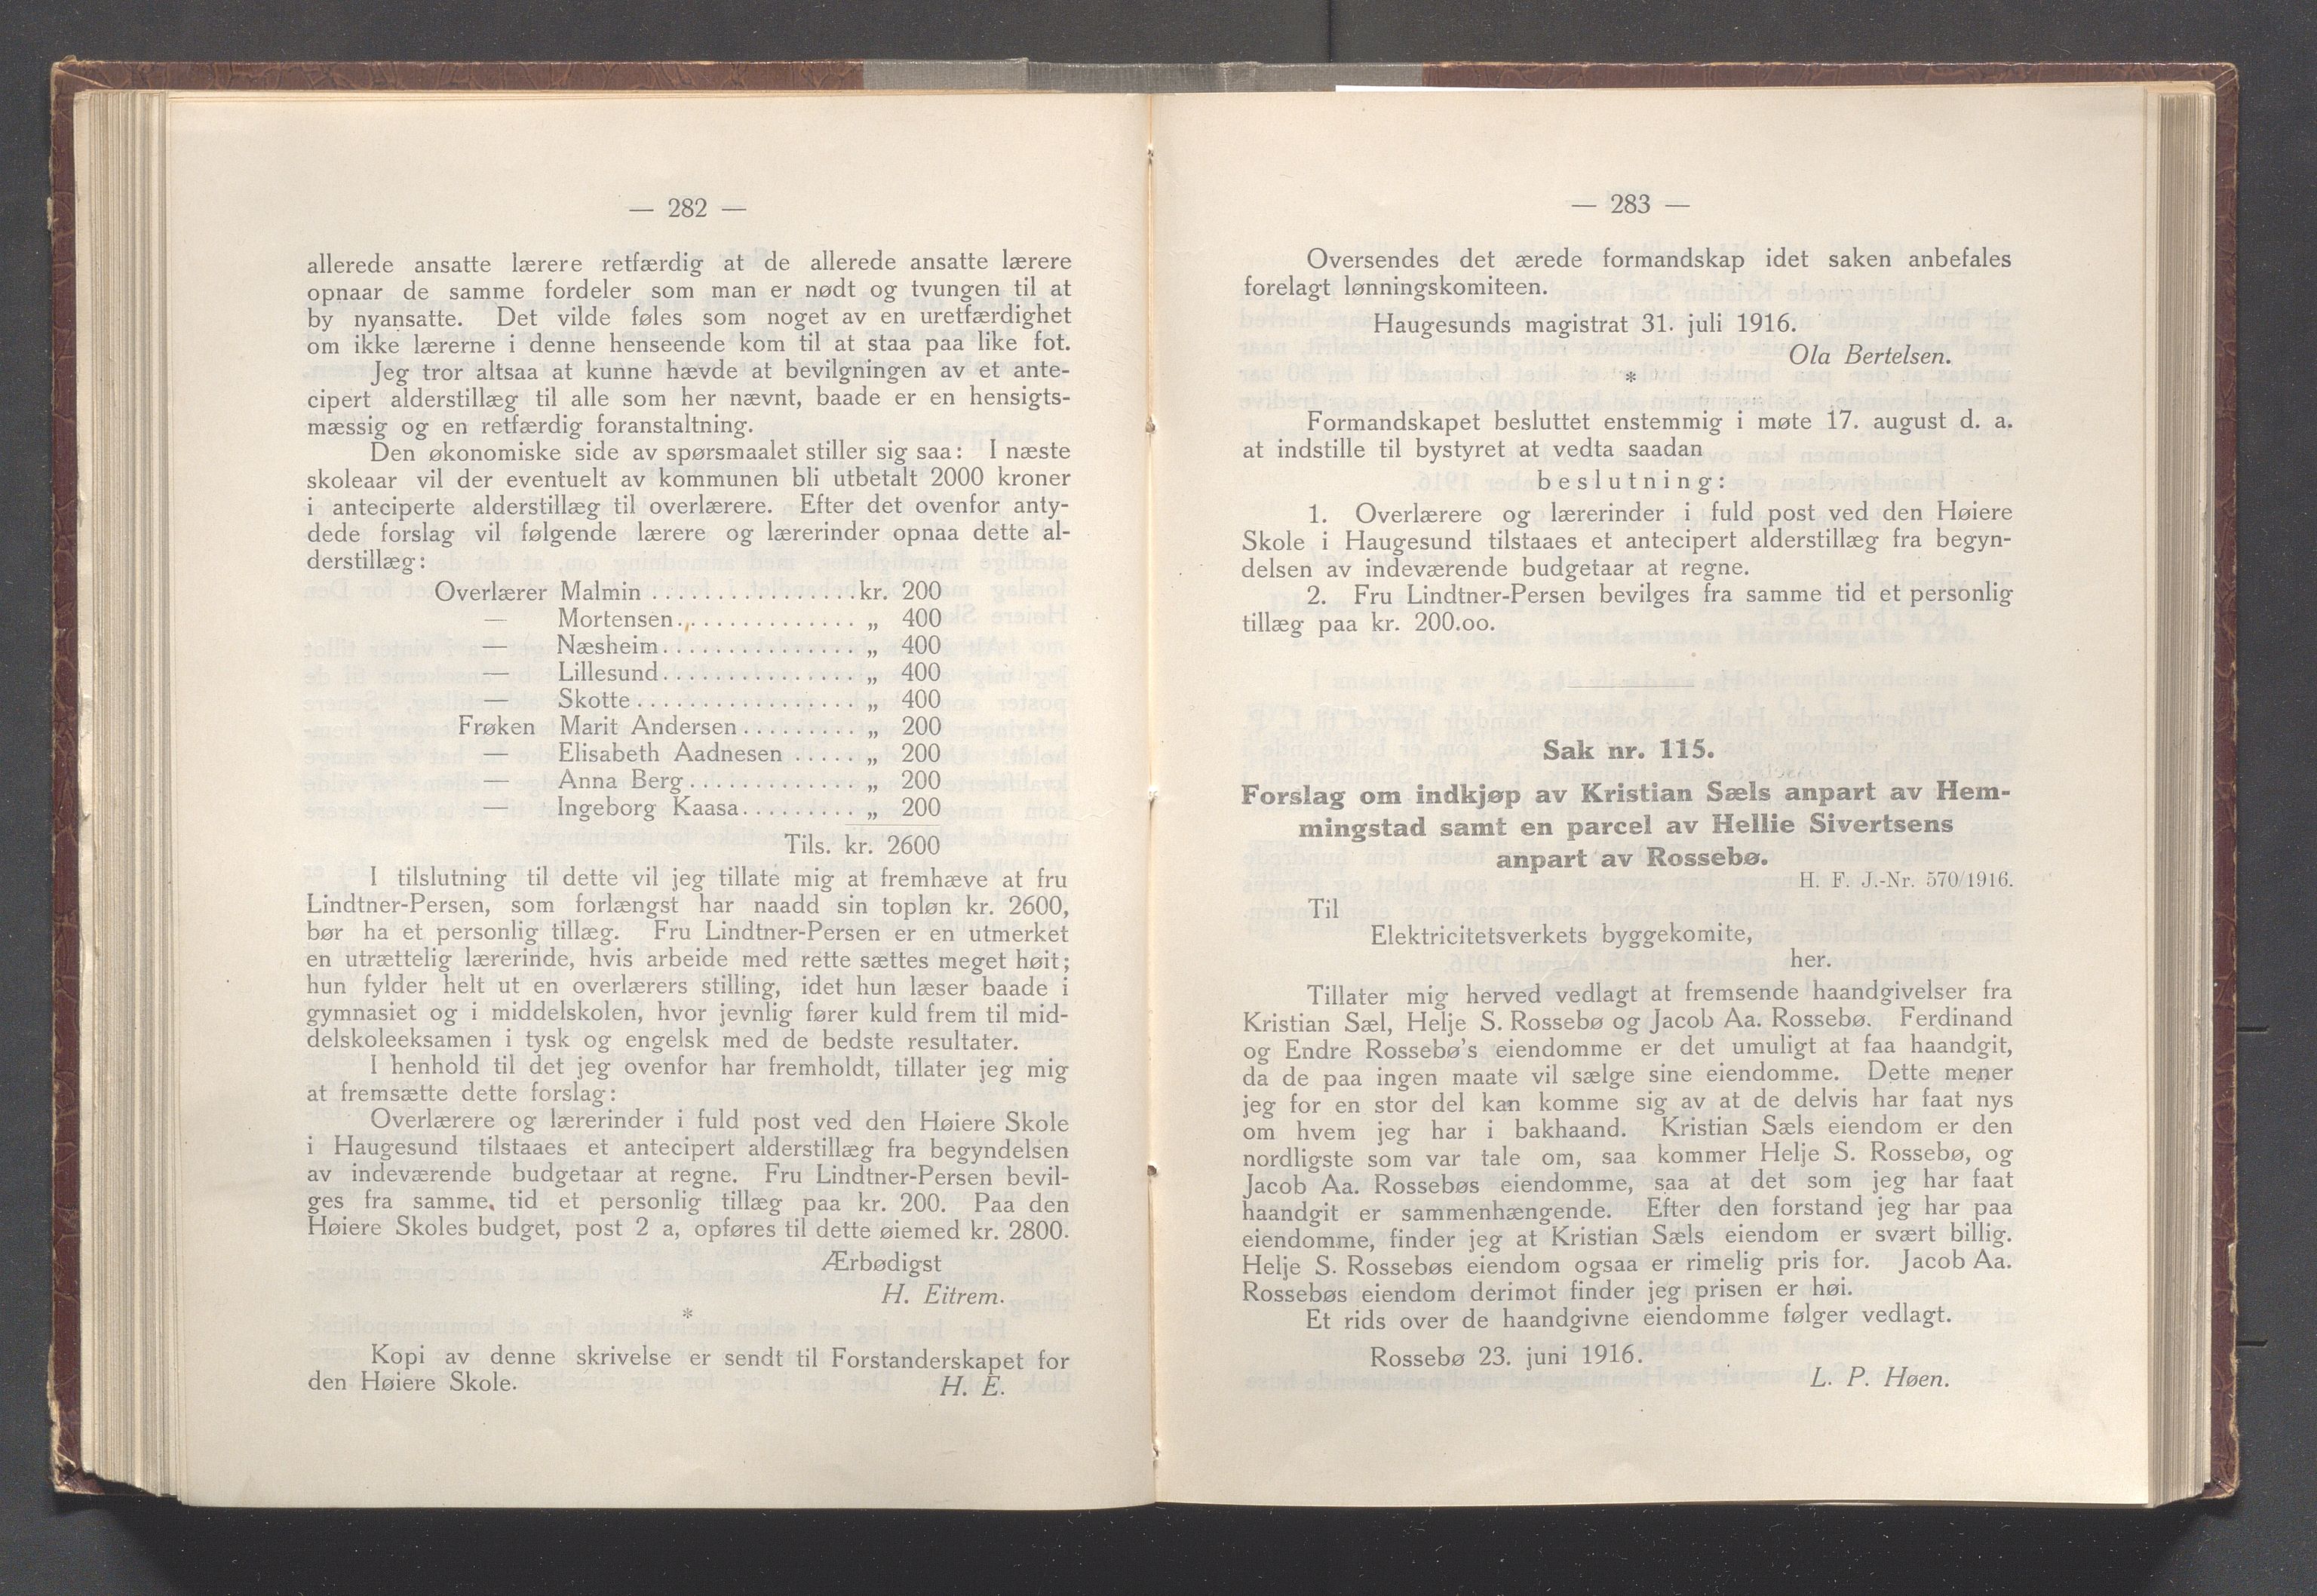 — 282 —
allerede ansatte lærere retfærdig at de allerede ansatte lærere
opnaar de samme fordeler som man er nødt og tvungen til at
by nyansatte. Det vilde føles som noget av en uretfærdighet
om ikke lærerne i denne henseende kom til at staa paa like fot.
Jeg tror altsaa at kunne hævde at bevilgningen av et ante-
cipert alderstillæg til alle som her nævnt, baade er en hensigts-
mæssig og en retfærdig foranstaltning.
Den økonomiske side av spørsmaalet stiller sig saa: I næste
skoleaar vil der eventuelt av kommunen bli utbetalt 2000 kroner
i anteciperte alderstillæg til overlærere. Efter det ovenfor anty-
dede forslag vil følgende lærere og lærerinder opnaa dette al-
derstillæg:
Overlærer Malmin ................ kr. 200
— Mortensen .............. „ 400
— Næsheim ............... „ 400
— Lillesund ............... „ 400
— Skotte ................. „ 400
Frøken Marit Andersen ......... „ 200
— Elisabeth Aadnesen ..... „ 200
— Anna Berg ............. „ 200
— Ingeborg Kaasa ......... „ 200
Tils. kr. 2600
I tilslutning til dette vil jeg tillate mig at fremhæve at fru
Lindtner-Persen, som forlængst har naadd sin topløn kr. 2600,
bør ha et personlig tillæg. Fru Lindtner-Persen er en utmerket
en utrættelig lærerinde, hvis arbeide med rette sættes meget høit;
hun fylder helt ut en overlærers stilling, idet hun læser baade i
gymnasiet og i middelskolen, hvor jevnlig fører kuld frem til mid-
delskoleeksamen i tysk og engelsk med de bedste resultater.
I henhold til det jeg ovenfor har fremholdt, tillater jeg mig
at fremsætte dette forslag:
Overlærere og lærerinder i fuld post ved den Høiere Skole
i Haugesund tilstaaes et antecipert alderstillæg fra begyndelsen
av indeværende budgetaar at regne. Fru Lindtner-Persen bevil-
ges fra samme tid et personlig tillæg paa kr. 200. Paa den
Høiere Skoles budget, post 2 a, opføres til dette øiemed kr. 2800.
Ærbødigst
H. Eitrem.
*
Kopi av denne skrivelse er sendt til Forstanderskapet for
den Høiere Skole. H. E.
— 283 —
Oversendes det ærede formandskap idet saken anbefales
forelagt lønningskomiteen.
Haugesunds magistrat 31. juli 1916.
Ola Bertelsen.
*
Formandskapet besluttet enstemmig i møte 17. august d. a.
at indstille til bystyret at vedta saadan
beslutning:
1. Overlærere og lærerinder i fuld post ved den Høiere
Skole i Haugesund tilstaaes et antecipert alderstillæg fra begyn-
delsen av indeværende budgetaar at regne.
2. Fru Lindtner-Persen bevilges fra samme tid et personlig
tillæg paa kr. 200.oo.
Sak nr. 115.
Forslag om indkjøp av Kristian Sæls anpart av Hem-
mingstad samt en parcel av Hellie Sivertsens
anpart av Rossebø.
H. F. J.-Nr. 570/1916.
Til
Elektricitetsverkets byggekomite,
her.
Tillater mig herved vedlagt at fremsende haandgivelser fra
Kristian Sæl, Helje S. Rossebø og Jacob Aa. Rossebø. Ferdinand
og Endre Rossebø's eiendomme er det umuligt at faa haandgit,
da de paa ingen maate vil sælge sine eiendomme. Dette mener
jeg for en stor del kan komme sig av at de delvis har faat nys
om hvem jeg har i bakhaand. Kristian Sæls eiendom er den
nordligste som var tale om, saa kommer Helje S. Rossebø, og
Jacob Aa. Rossebøs eiendomme, saa at det som jeg har faat
haandgit er sammenhængende. Efter den forstand jeg har paa
eiendomme, finder jeg at Kristian Sæls eiendom er svært billig.
Helje S. Rossebøs eiendom ogsaa er rimelig pris for. Jacob Aa.
Rossebøs eiendom derimot finder jeg prisen er høi.
Et rids over de haandgivne eiendomme følger vedlagt.
Rossebø 23. juni 1916.
L. P. Høen.